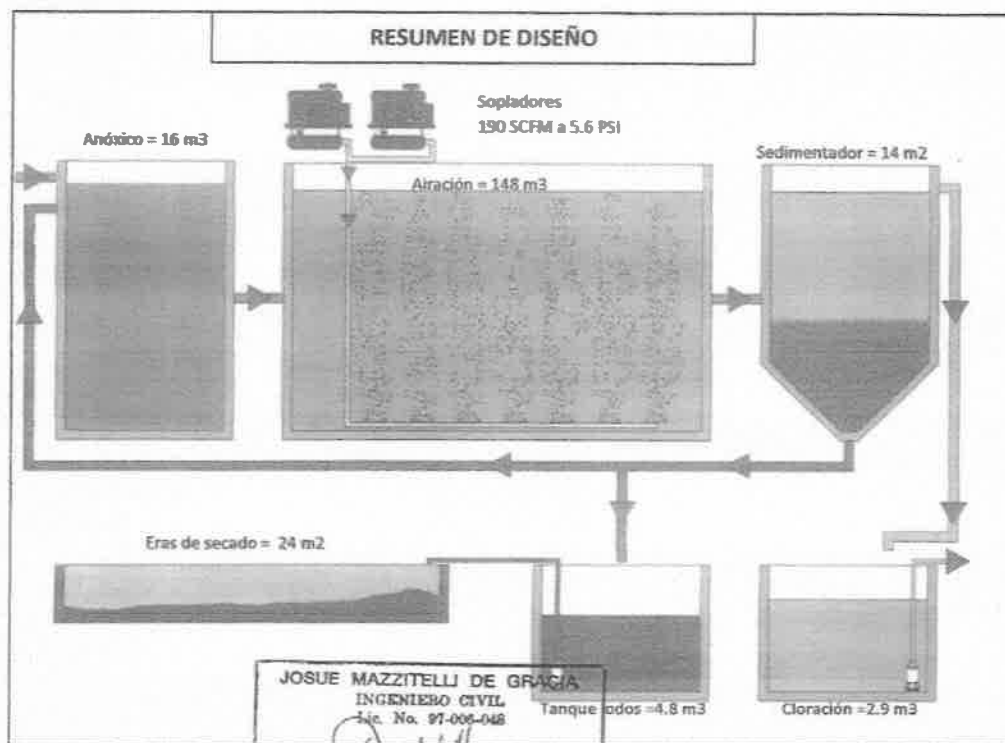 RESUMEN DE DISEÑO
Sopladores
190 SCFM a 5.6 PSI
Anóxico = 16 m3
Airación = 148 m3
Sedimentador = 14 m2
Eras de secado = 24 m2
JOSUE MAZZITELLI DE GRACIA
INGENIERO CIVIL
Lic. No. 97-006-048
Tanque lodos =4.8 m3
Cloración =2.9 m3